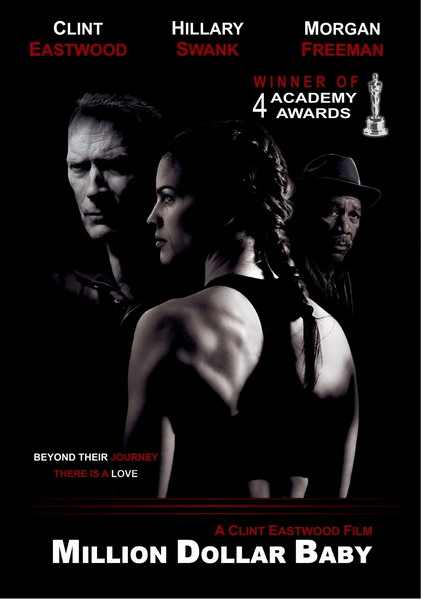 CLINT HILLARY MORGAN
EASTWOOD SWANK FREEMAN
WINNER OF
4 ACADEMY
AWARDS
BEYOND THEIR JOURNEY
THERE IS A LOVE
A CLINT EASTWOOD FILM
MILLION DOLLAR BABY